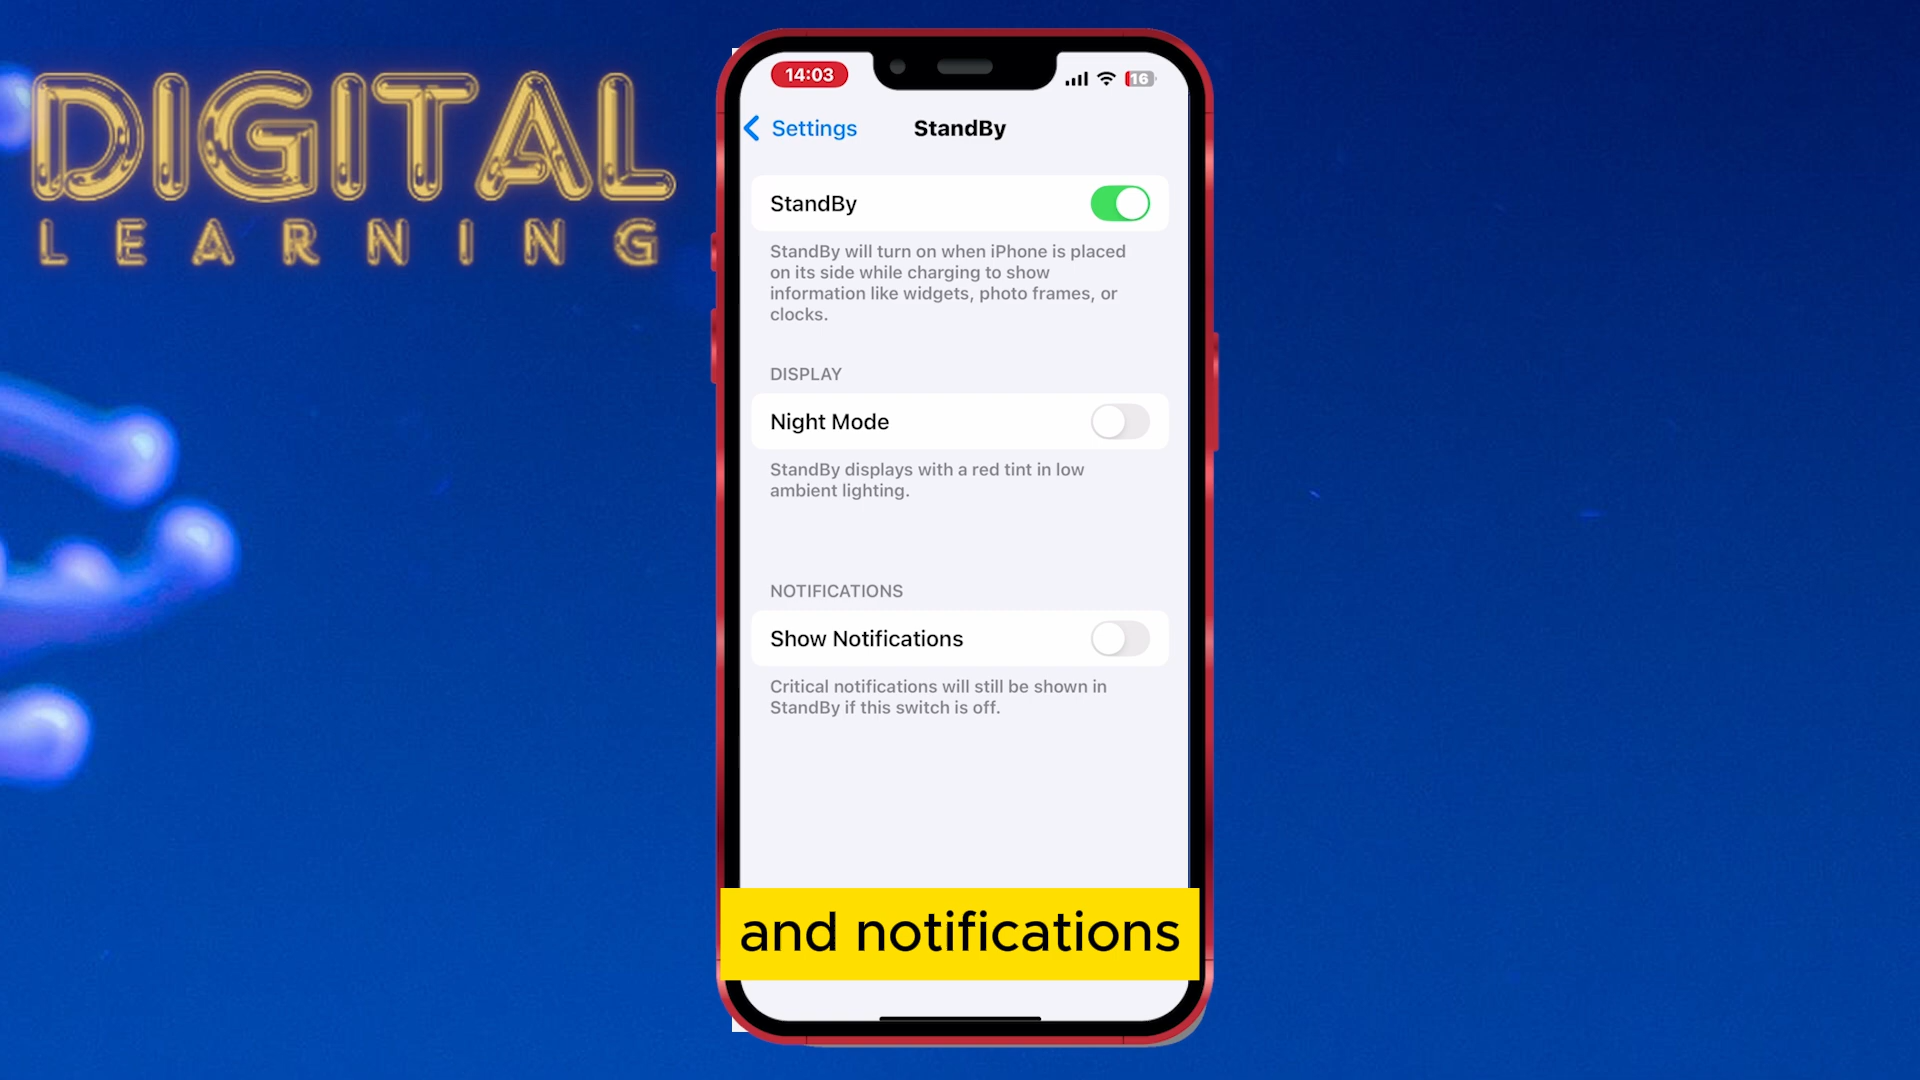 DIGITAL
LEARNING
14:03
16
Settings
StandBy
StandBy
StandBy will turn on when iPhone is placed
on its side while charging to show
information like widgets, photo frames, or
clocks.
DISPLAY
Night Mode
StandBy displays with a red tint in low
ambient lighting.
NOTIFICATIONS
Show Notifications
Critical notifications will still be shown in
StandBy if this switch is off.
and notifications